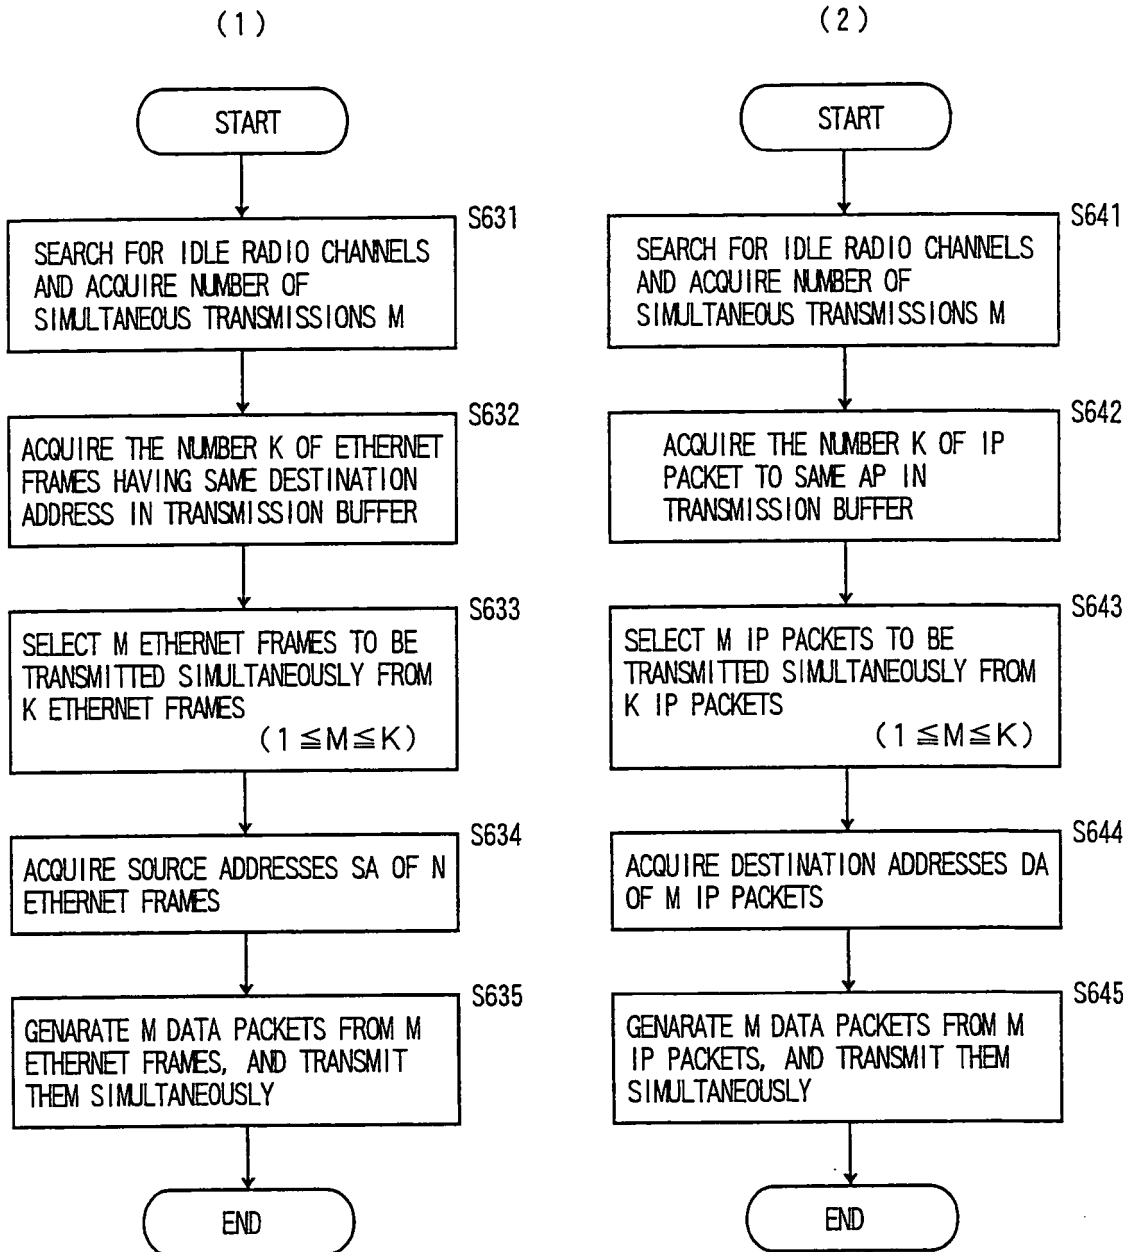 (1)
START
S631
SEARCH FOR IDLE RADIO CHANNELS
AND ACQUIRE NUMBER OF
SIMULTANEOUS TRANSMISSIONS M
S632
ACQUIRE THE NUMBER K OF ETHERNET
FRAMES HAVING SAME DESTINATION
ADDRESS IN TRANSMISSION BUFFER
S633
SELECT M ETHERNET FRAMES TO BE
TRANSMITTED SIMULTANEOUSLY FROM
K ETHERNET FRAMES
(1≦M≦K)
S634
ACQUIRE SOURCE ADDRESSES SA OF N
ETHERNET FRAMES
S635
GENARATE M DATA PACKETS FROM M
ETHERNET FRAMES, AND TRANSMIT
THEM SIMULTANEOUSLY
END
(2)
START
S641
SEARCH FOR IDLE RADIO CHANNELS
AND ACQUIRE NUMBER OF
SIMULTANEOUS TRANSMISSIONS M
S642
ACQUIRE THE NUMBER K OF IP
PACKET TO SAME AP IN
TRANSMISSION BUFFER
S643
SELECT M IP PACKETS TO BE
TRANSMITTED SIMULTANEOUSLY FROM
K IP PACKETS
(1≦M≦K)
S644
ACQUIRE DESTINATION ADDRESSES DA
OF M IP PACKETS
S645
GENARATE M DATA PACKETS FROM M
IP PACKETS, AND TRANSMIT THEM
SIMULTANEOUSLY
END